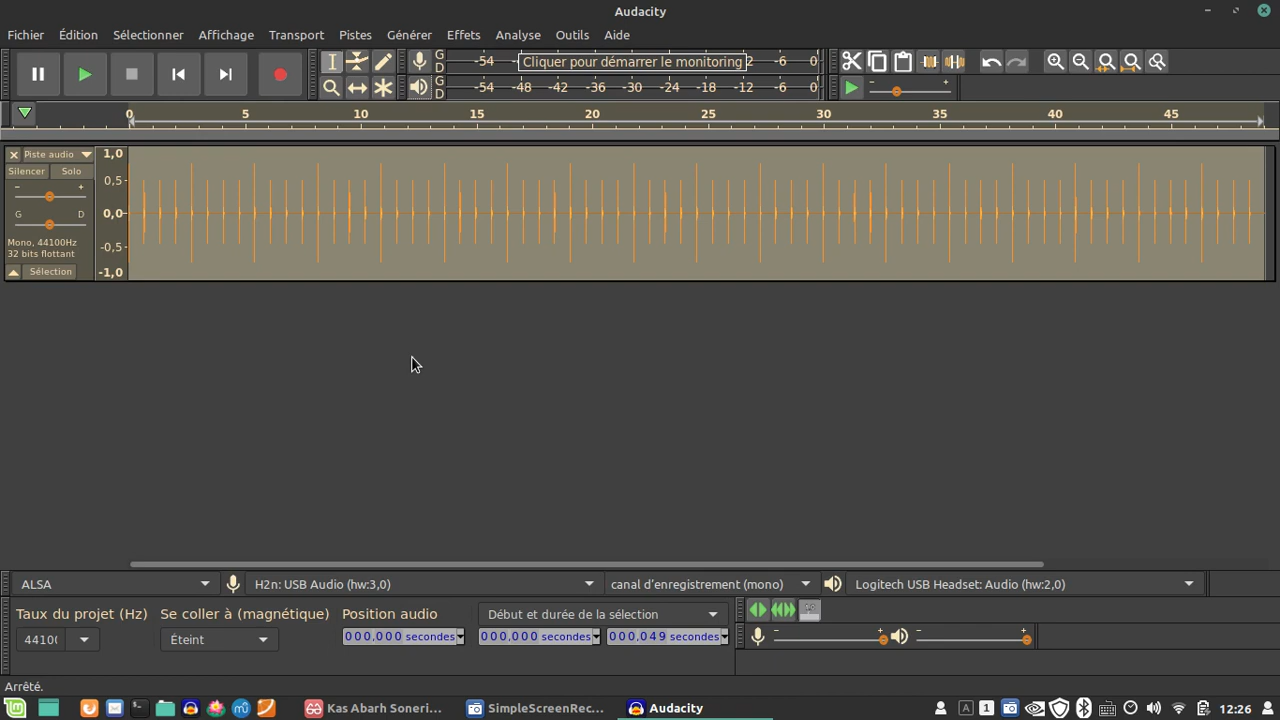 Audacity
Fichier Édition Sélectionner Affichage Transport Pistes Générer Effets Analyse Outils Aide
G D -54 Cliquer pour démarrer le monitoring 2 -6 0
G D -54 -48 -42 -36 -30 -24 -18 -12 -6 0
- +
0 5 10 15 20 25 30 35 40 45
Piste audio 1,0
Silencer Solo
- + 0,5
G D 0,0
Mono, 44100Hz -0,5
32 bits flottant
Sélection -1,0
ALSA H2n: USB Audio (hw:3,0) canal d'enregistrement (mono) Logitech USB Headset: Audio (hw:2,0)
Taux du projet (Hz) Se coller à (magnétique) Position audio Début et durée de la sélection
4410( Éteint 000,000 secondes 000,000 secondes 000,049 secondes - + - +
Arrêté.
Kas Abarh Soneri... SimpleScreenRec... Audacity A 1 12:26